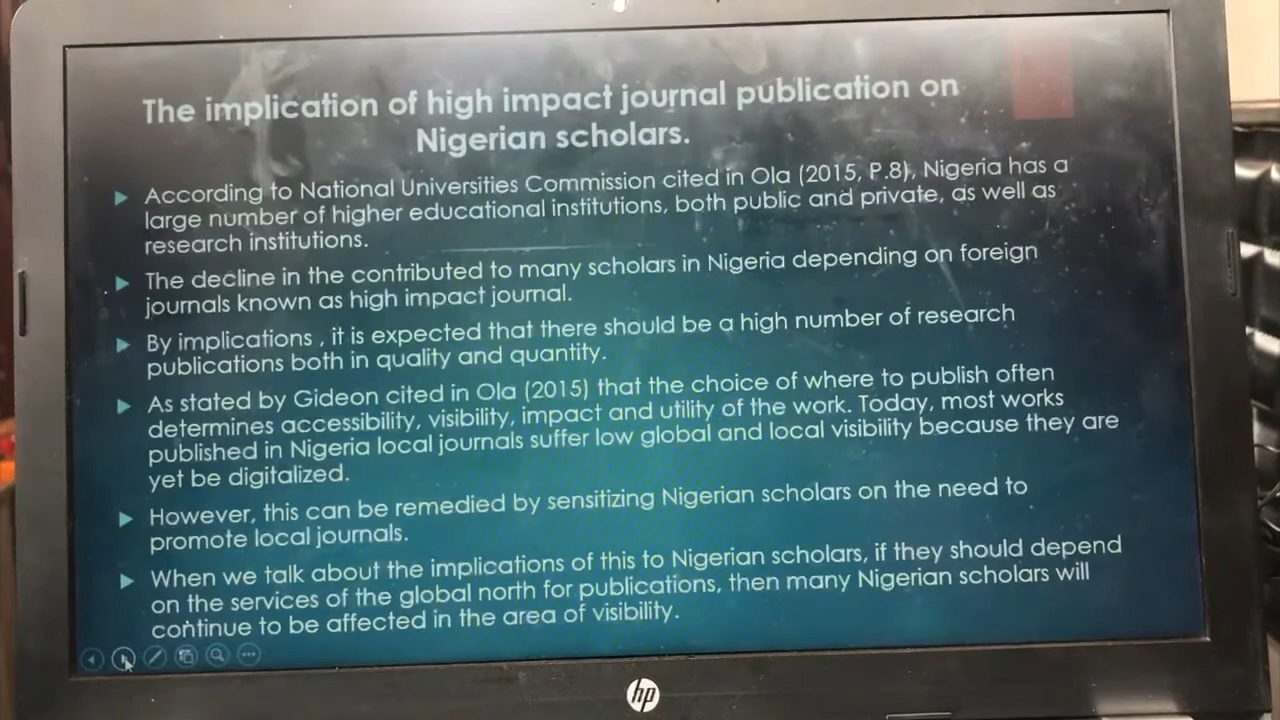 The implication of high impact journal publication on
Nigerian scholars.
According to National Universities Commission cited in Ola (2015, P.8), Nigeria has a
large number of higher educational institutions, both public and private, as well as
research institutions.
The decline in the contributed to many scholars in Nigeria depending on foreign
journals known as high impact journal.
By implications , it is expected that there should be a high number of research
publications both in quality and quantity.
As stated by Gideon cited in Ola (2015) that the choice of where to publish often
determines accessibility, visibility, impact and utility of the work. Today, most works
published in Nigeria local journals suffer low global and local visibility because they are
yet be digitalized.
However, this can be remedied by sensitizing Nigerian scholars on the need to
promote local journals.
When we talk about the implications of this to Nigerian scholars, if they should depend
on the services of the global north for publications, then many Nigerian scholars will
continue to be affected in the area of visibility.
hp